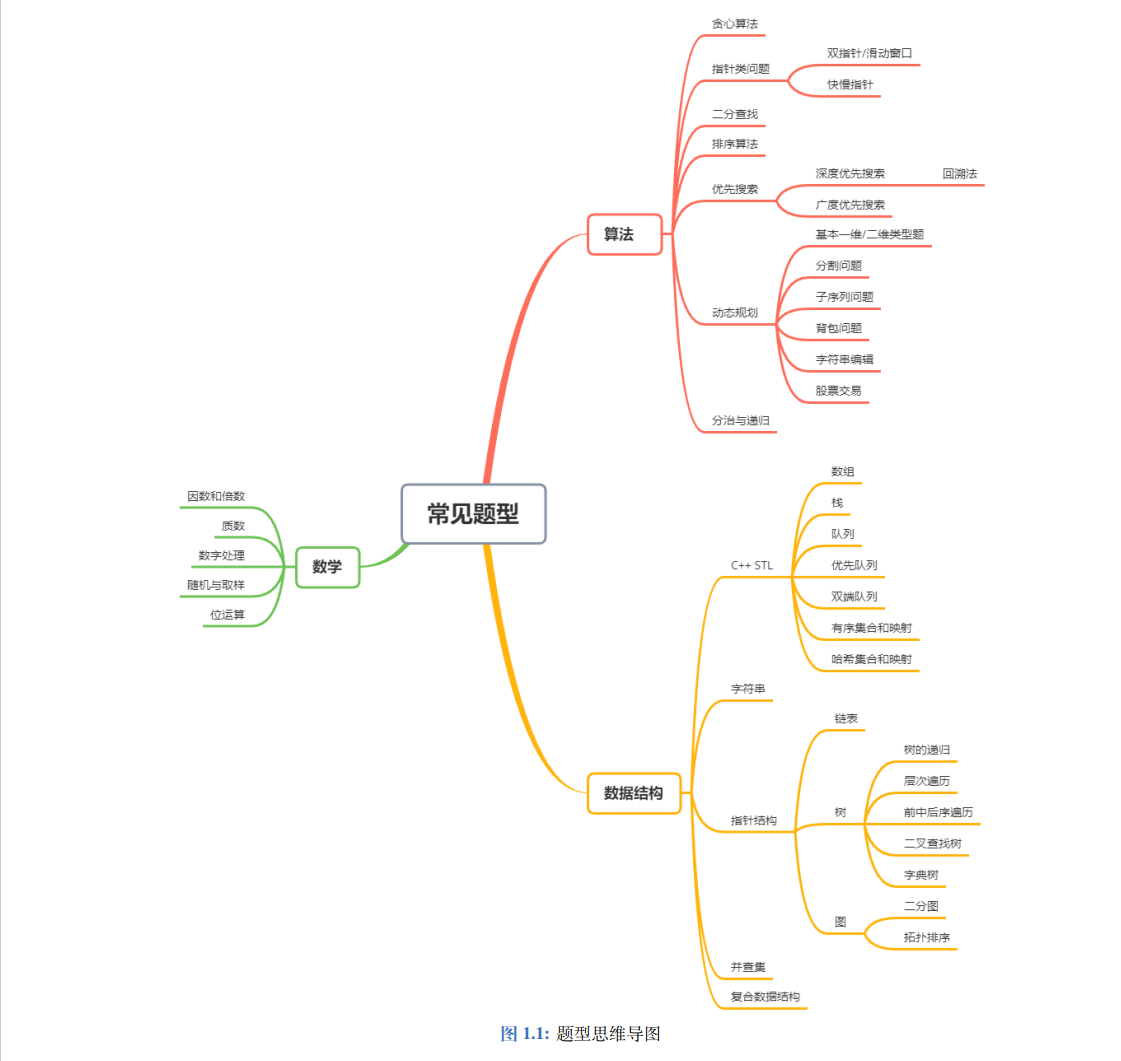 贪心算法
指针类问题
双指针/滑动窗口
快慢指针
二分查找
排序算法
优先搜索
深度优先搜索
回溯法
广度优先搜索
算法
动态规划
基本一维/二维类型题
分割问题
子序列问题
背包问题
字符串编辑
股票交易
分治与递归
常见题型
数学
因数和倍数
质数
数字处理
随机与取样
位运算
数据结构
C++ STL
数组
栈
队列
优先队列
双端队列
有序集合和映射
哈希集合和映射
字符串
指针结构
链表
树
树的递归
层次遍历
前中后序遍历
二叉查找树
字典树
图
二分图
拓扑排序
并查集
复合数据结构
图 1.1: 题型思维导图